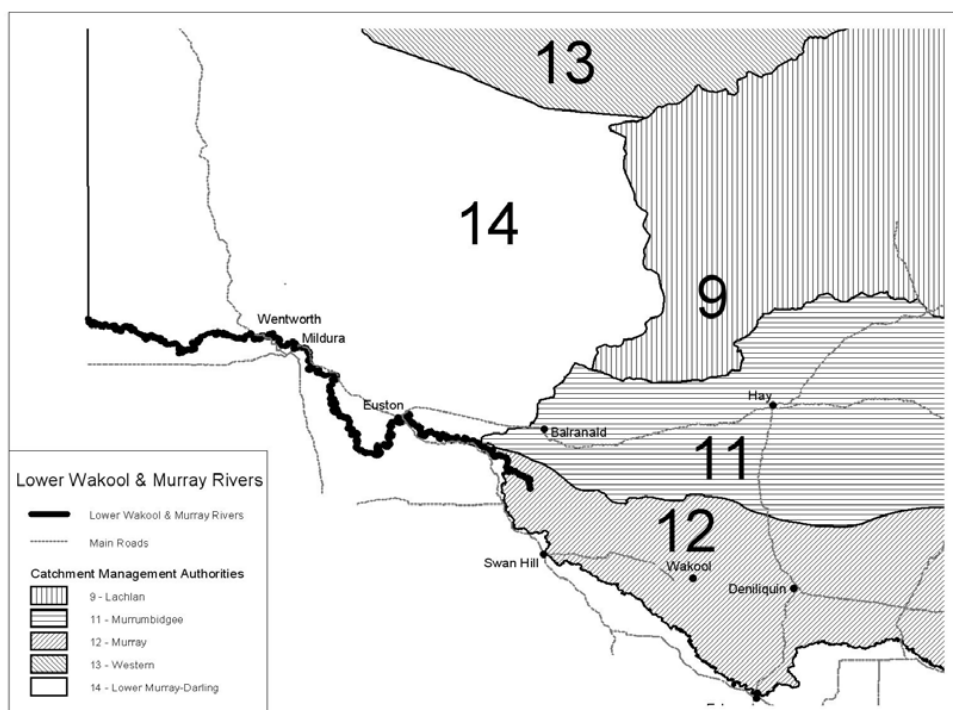 13
14
9
Wentworth
Mildura
Euston
Hay
Balranald
11
12
Swan Hill
Wakool
Deniliquin
Lower Wakool & Murray Rivers
Lower Wakool & Murray Rivers
Main Roads
Catchment Management Authorities
9 - Lachlan
11 - Murrumbidgee
12 - Murray
13 - Western
14 - Lower Murray-Darling